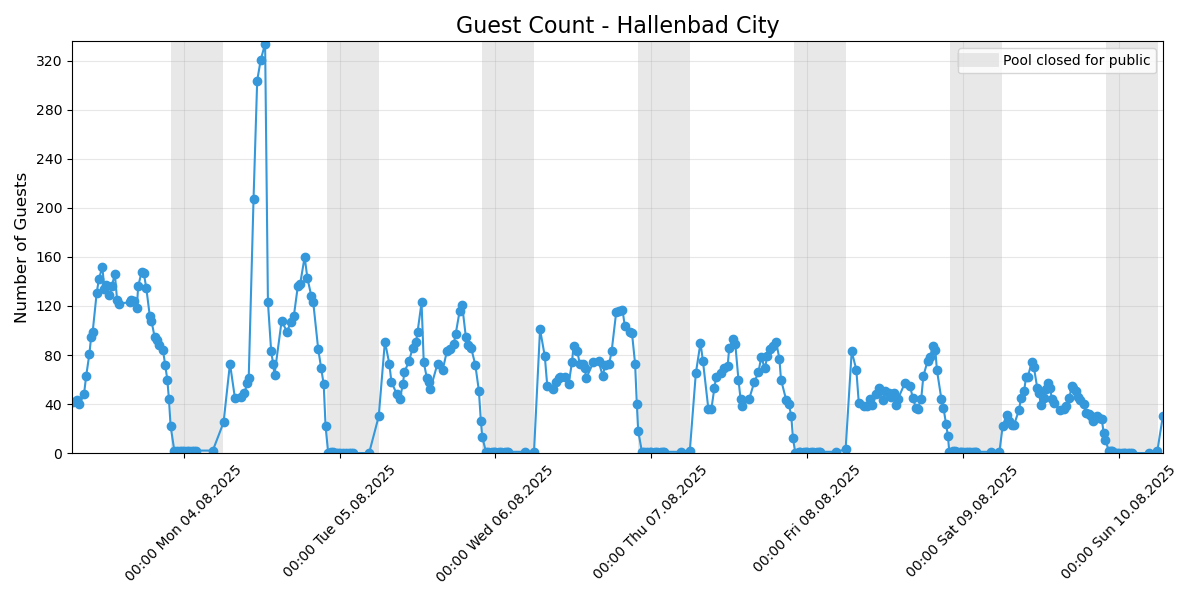 Guest Count - Hallenbad City
Pool closed for public
Number of Guests
320
280
240
200
160
120
80
40
0
00:00 Mon 04.08.2025
00:00 Tue 05.08.2025
00:00 Wed 06.08.2025
00:00 Thu 07.08.2025
00:00 Fri 08.08.2025
00:00 Sat 09.08.2025
00:00 Sun 10.08.2025